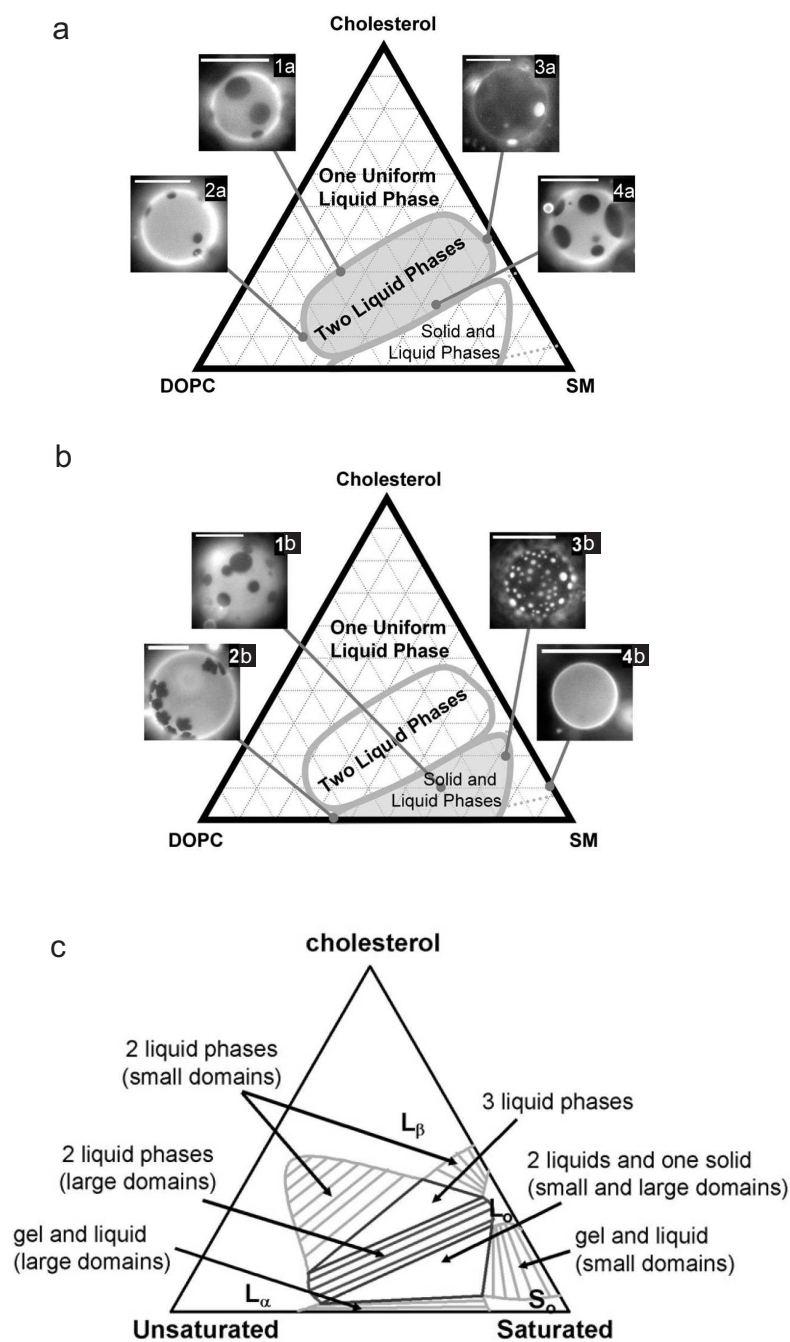 a
Cholesterol
1a
3a
One Uniform
Liquid Phase
2a
4a
Two Liquid Phases
Solid and
Liquid Phases
DOPC
SM
b
Cholesterol
1b
3b
One Uniform
Liquid Phase
2b
4b
Two Liquid Phases
Solid and
Liquid Phases
DOPC
SM
c
cholesterol
2 liquid phases
(small domains)
Lβ
3 liquid phases
2 liquid phases
(large domains)
2 liquids and one solid
(small and large domains)
Lo
gel and liquid
(large domains)
gel and liquid
(small domains)
Lα
So
Unsaturated
Saturated